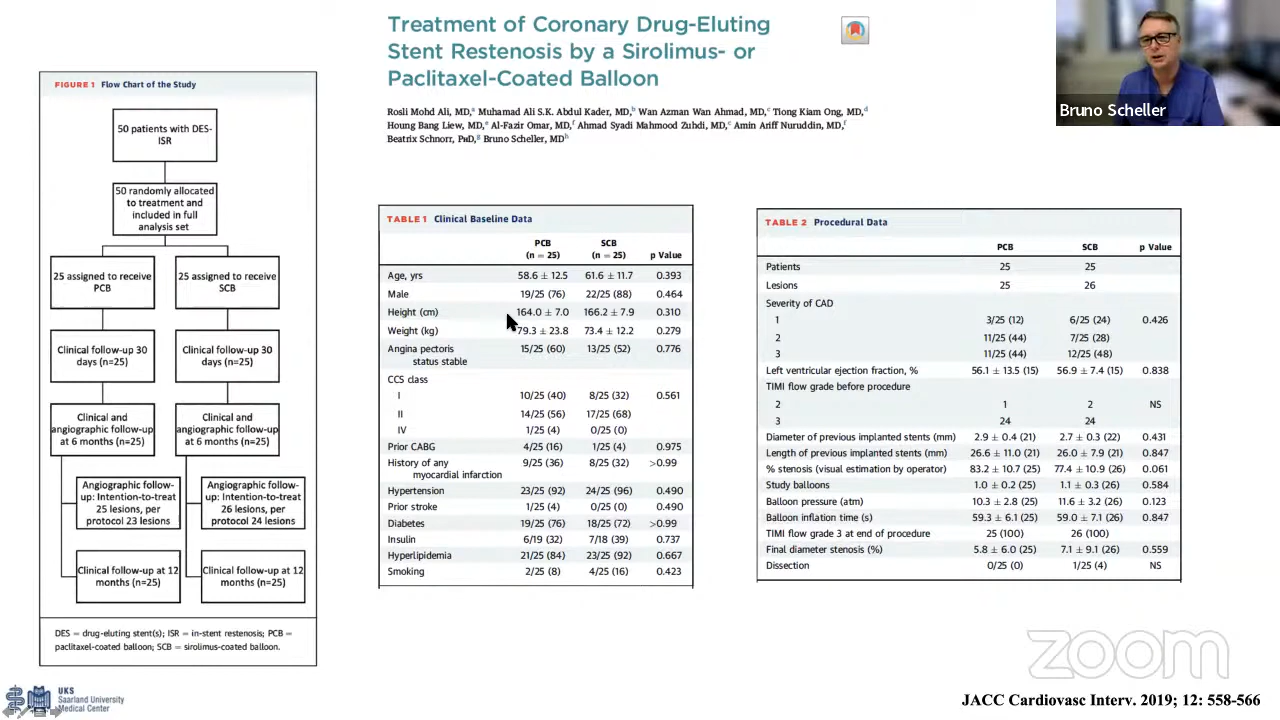 Treatment of Coronary Drug-Eluting
Stent Restenosis by a Sirolimus- or
Paclitaxel-Coated Balloon
Rosli Mohd Ali, MD,a Muhamad Ali S.K. Abdul Kader, MD,b Wan Azman Wan Ahmad, MD,c Tiong Kiam Ong, MD,d
Houng Bang Liew, MD,e Al-Fazir Omar, MD,f Ahmad Syadi Mahmood Zuhdi, MD,c Amin Ariff Nuruddin, MD,f
Beatrix Schnorr, PHD,g Bruno Scheller, MDh
Bruno Scheller
FIGURE 1 Flow Chart of the Study
50 patients with DES-
ISR
50 randomly allocated
to treatment and
included in full
analysis set
25 assigned to receive
PCB
25 assigned to receive
SCB
Clinical follow-up 30
days (n=25)
Clinical follow-up 30
days (n=25)
Clinical and
angiographic follow-up
at 6 months (n=25)
Clinical and
angiographic follow-up
at 6 months (n=25)
Angiographic follow-
up: Intention-to-treat
25 lesions, per
protocol 23 lesions
Angiographic follow-
up: Intention-to-treat
26 lesions, per
protocol 24 lesions
Clinical follow-up at 12
months (n=25)
Clinical follow-up at 12
months (n=25)
DES = drug-eluting stent(s); ISR = in-stent restenosis; PCB =
paclitaxel-coated balloon; SCB = sirolimus-coated balloon.
TABLE 1 Clinical Baseline Data
PCB (n = 25) SCB (n = 25) p Value
Age, yrs 58.6 ± 12.5 61.6 ± 11.7 0.393
Male 19/25 (76) 22/25 (88) 0.464
Height (cm) 164.0 ± 7.0 166.2 ± 7.9 0.310
Weight (kg) 79.3 ± 23.8 73.4 ± 12.2 0.279
Angina pectoris 15/25 (60) 13/25 (52) 0.776
status stable
CCS class
I 10/25 (40) 8/25 (32) 0.561
II 14/25 (56) 17/25 (68)
IV 1/25 (4) 0/25 (0)
Prior CABG 4/25 (16) 1/25 (4) 0.975
History of any 9/25 (36) 8/25 (32) >0.99
myocardial infarction
Hypertension 23/25 (92) 24/25 (96) 0.490
Prior stroke 1/25 (4) 0/25 (0) 0.490
Diabetes 19/25 (76) 18/25 (72) >0.99
Insulin 6/19 (32) 7/18 (39) 0.737
Hyperlipidemia 21/25 (84) 23/25 (92) 0.667
Smoking 2/25 (8) 4/25 (16) 0.423
TABLE 2 Procedural Data
PCB SCB p Value
Patients 25 25
Lesions 25 26
Severity of CAD
1 3/25 (12) 6/25 (24) 0.426
2 11/25 (44) 7/25 (28)
3 11/25 (44) 12/25 (48)
Left ventricular ejection fraction, % 56.1 ± 13.5 (15) 56.9 ± 7.4 (15) 0.838
TIMI flow grade before procedure
2 1 2 NS
3 24 24
Diameter of previous implanted stents (mm) 2.9 ± 0.4 (21) 2.7 ± 0.3 (22) 0.431
Length of previous implanted stents (mm) 26.6 ± 11.0 (21) 26.0 ± 7.9 (21) 0.847
% stenosis (visual estimation by operator) 83.2 ± 10.7 (25) 77.4 ± 10.9 (26) 0.061
Study balloons 1.0 ± 0.2 (25) 1.1 ± 0.3 (26) 0.584
Balloon pressure (atm) 10.3 ± 2.8 (25) 11.6 ± 3.2 (26) 0.123
Balloon inflation time (s) 59.3 ± 6.1 (25) 59.0 ± 7.1 (26) 0.847
TIMI flow grade 3 at end of procedure 25 (100) 26 (100)
Final diameter stenosis (%) 5.8 ± 6.0 (25) 7.1 ± 9.1 (26) 0.559
Dissection 0/25 (0) 1/25 (4) NS
zoom
UKS
Saarland University
Medical Center
JACC Cardiovasc Interv. 2019; 12: 558-566